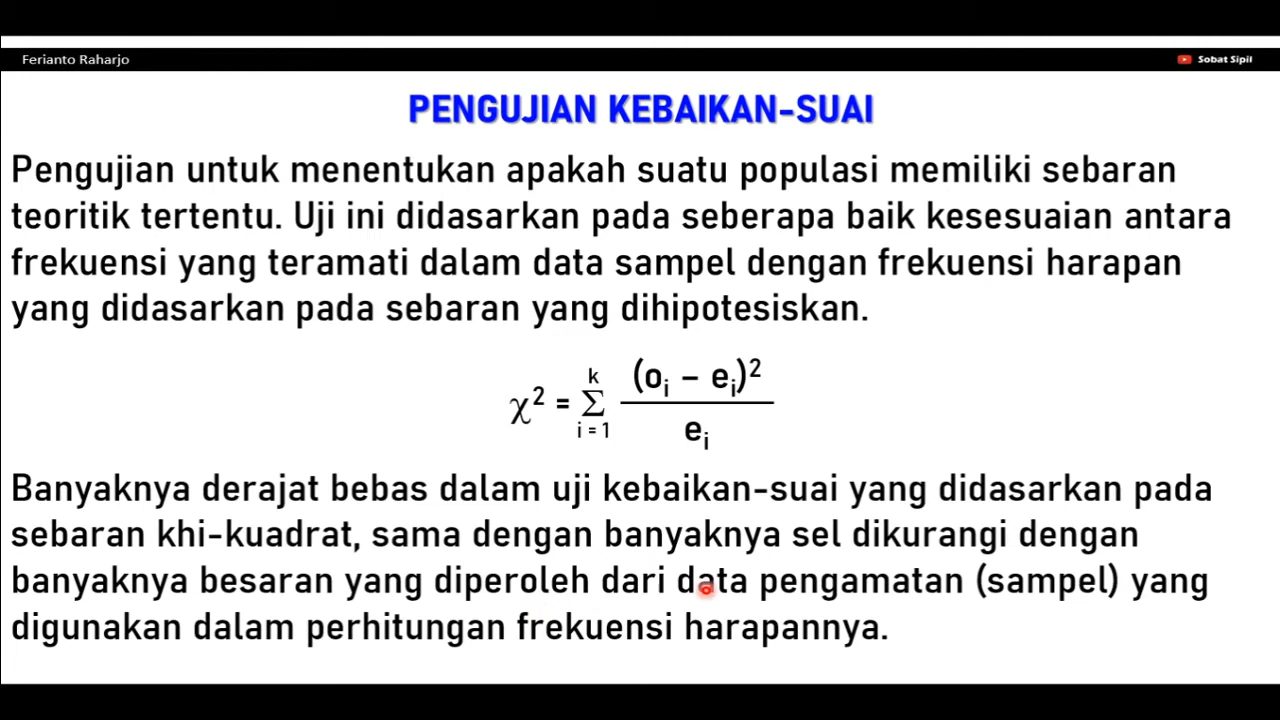 Ferianto Raharjo
Sobat Sipil
PENGUJIAN KEBAIKAN-SUAI
Pengujian untuk menentukan apakah suatu populasi memiliki sebaran
teoritik tertentu. Uji ini didasarkan pada seberapa baik kesesuaian antara
frekuensi yang teramati dalam data sampel dengan frekuensi harapan
yang didasarkan pada sebaran yang dihipotesiskan.
χ² = Σ (i = 1 → k) (oᵢ – eᵢ)² / eᵢ
Banyaknya derajat bebas dalam uji kebaikan-suai yang didasarkan pada
sebaran khi-kuadrat, sama dengan banyaknya sel dikurangi dengan
banyaknya besaran yang diperoleh dari data pengamatan (sampel) yang
digunakan dalam perhitungan frekuensi harapannya.